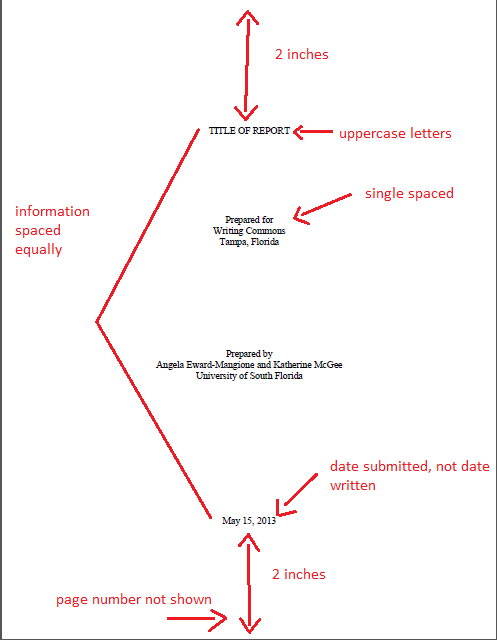 2 inches
TITLE OF REPORT
uppercase letters
single spaced
information
spaced
equally
Prepared for
Writing Commons
Tampa, Florida
Prepared by
Angela Eward-Mangione and Katherine McGee
University of South Florida
date submitted, not date
written
May 15, 2013
2 inches
page number not shown